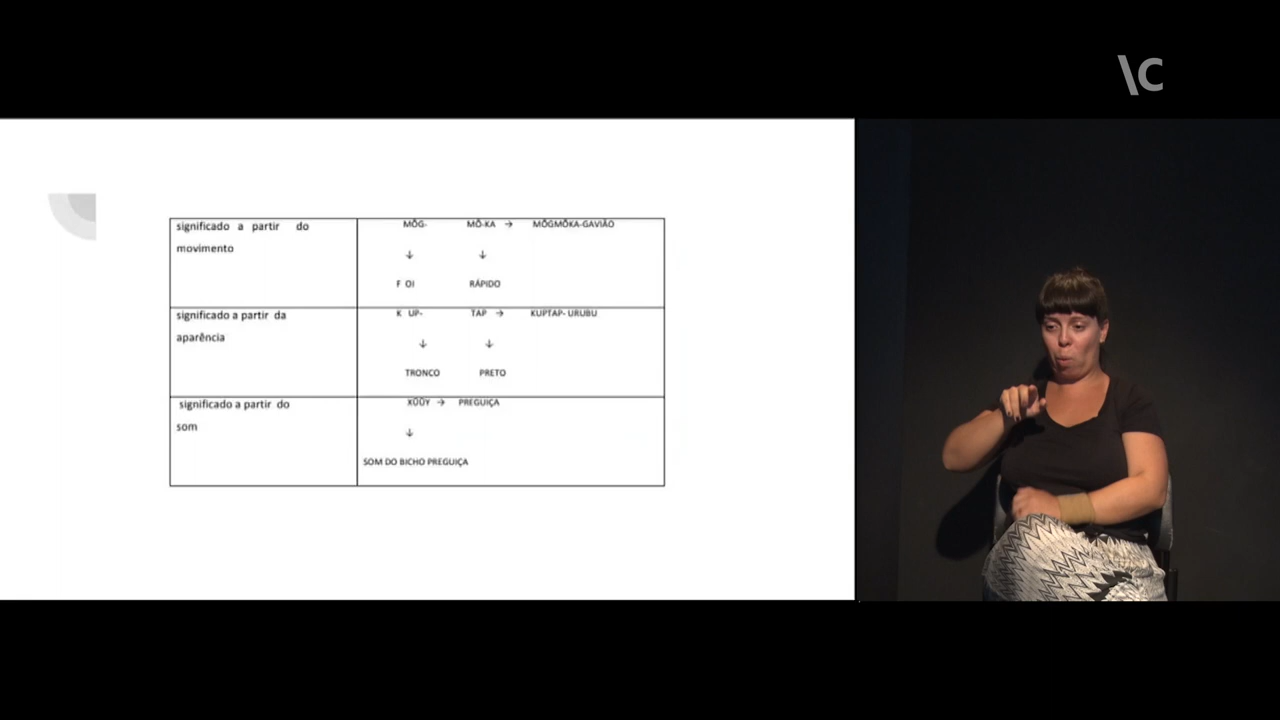 \C
significado a partir do
movimento
MÕG- MÕ-KA → MÕGMÕKA-GAVIÃO
↓ ↓
F OI RÁPIDO
significado a partir da
aparência
K UP- TAP → KUPTAP- URUBU
↓ ↓
TRONCO PRETO
significado a partir do
som
XŨŨY → PREGUIÇA
↓
SOM DO BICHO PREGUIÇA